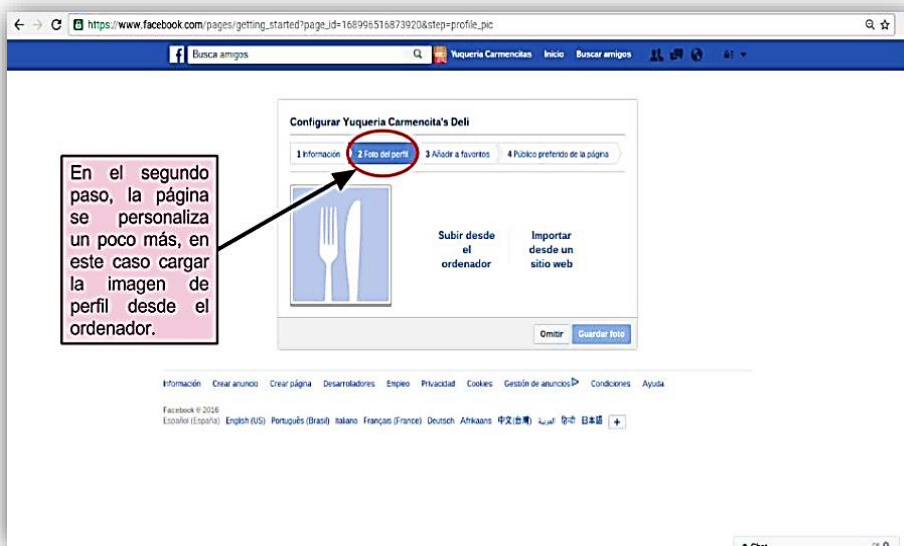 https://www.facebook.com/pages/getting_started?page_id=168996516873920&step=profile_pic
Busca amigos
Yuqueria Carmencitas Inicio Buscar amigos
Configurar Yuqueria Carmencita's Deli
1 Información 2 Foto del perfil 3 Añadir a favoritos 4 Público preferido de la página
En el segundo
paso, la página
se personaliza
un poco más, en
este caso cargar
la imagen de
perfil desde el
ordenador.
Subir desde
el
ordenador
Importar
desde un
sitio web
Omitir Guardar foto
Información Crear anuncio Crear página Desarrolladores Empleo Privacidad Cookies Gestión de anuncios Condiciones Ayuda
Facebook © 2016
Español (España) English (US) Português (Brasil) Italiano Français (France) Deutsch Afrikaans 中文(台灣) العربية हिन्दी 日本語 +
Chat